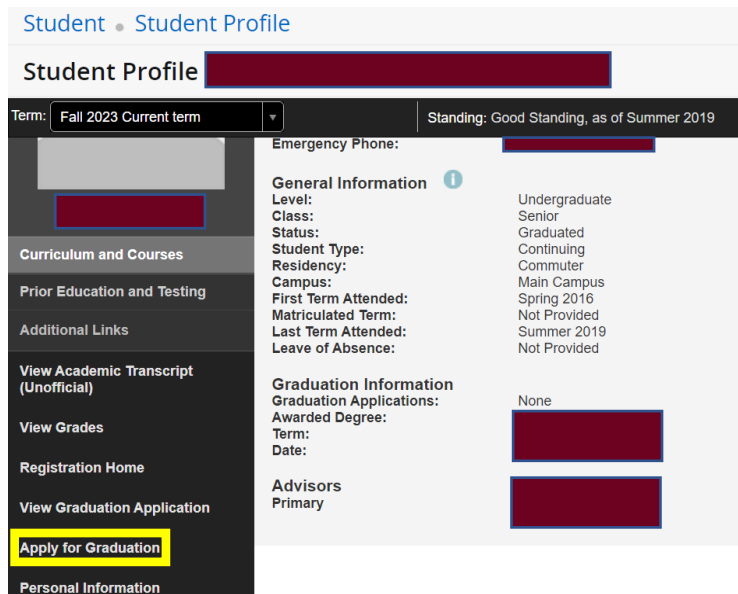 Student • Student Profile
Student Profile
Term: Fall 2023 Current term Standing: Good Standing, as of Summer 2019
Curriculum and Courses
Prior Education and Testing
Additional Links
View Academic Transcript
(Unofficial)
View Grades
Registration Home
View Graduation Application
Apply for Graduation
Personal Information
Emergency Phone:
General Information i
Level: Undergraduate
Class: Senior
Status: Graduated
Student Type: Continuing
Residency: Commuter
Campus: Main Campus
First Term Attended: Spring 2016
Matriculated Term: Not Provided
Last Term Attended: Summer 2019
Leave of Absence: Not Provided
Graduation Information
Graduation Applications: None
Awarded Degree:
Term:
Date:
Advisors
Primary